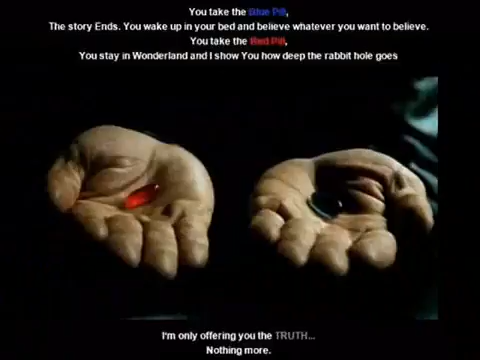 You take the Blue Pill,
The story Ends. You wake up in your bed and believe whatever you want to believe.
You take the Red Pill,
You stay in Wonderland and I show You how deep the rabbit hole goes
I'm only offering you the TRUTH...
Nothing more.